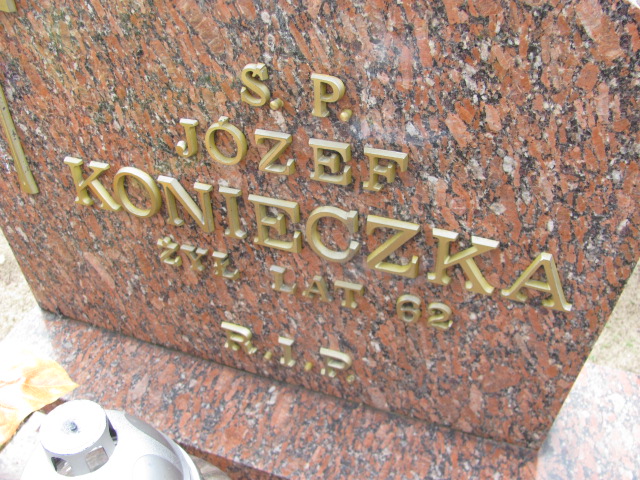 Ś. P.
JÓZEF
KONIECZKA
ŻYŁ LAT 62
R.I.P.